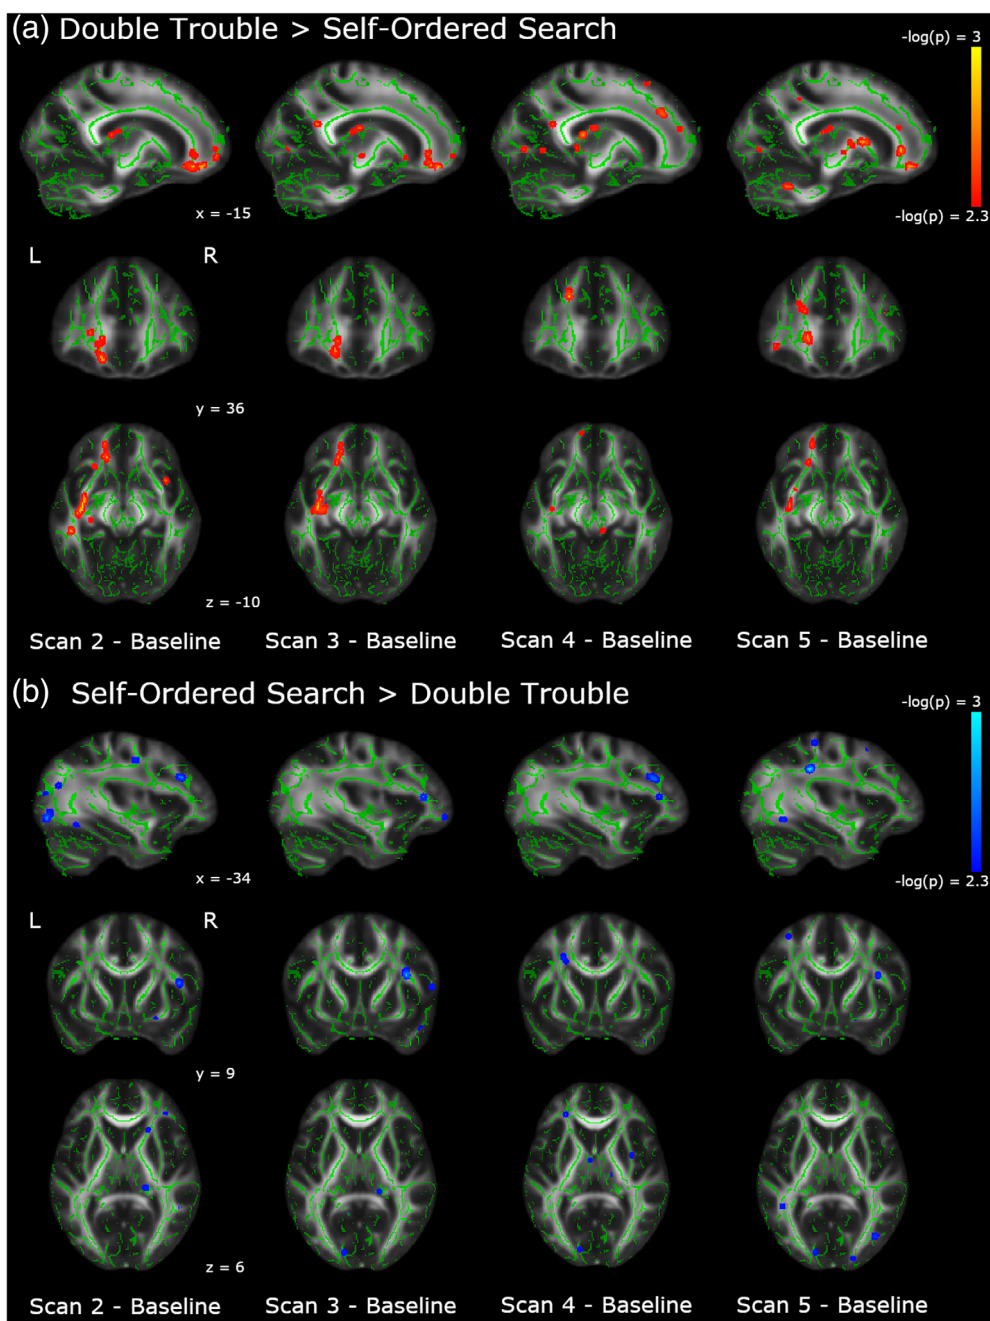 (a) Double Trouble > Self-Ordered Search
-log(p) = 3
-log(p) = 2.3
x = -15
L R
y = 36
z = -10
Scan 2 - Baseline Scan 3 - Baseline Scan 4 - Baseline Scan 5 - Baseline
(b) Self-Ordered Search > Double Trouble
-log(p) = 3
x = -34
-log(p) = 2.3
L R
y = 9
z = 6
Scan 2 - Baseline Scan 3 - Baseline Scan 4 - Baseline Scan 5 - Baseline